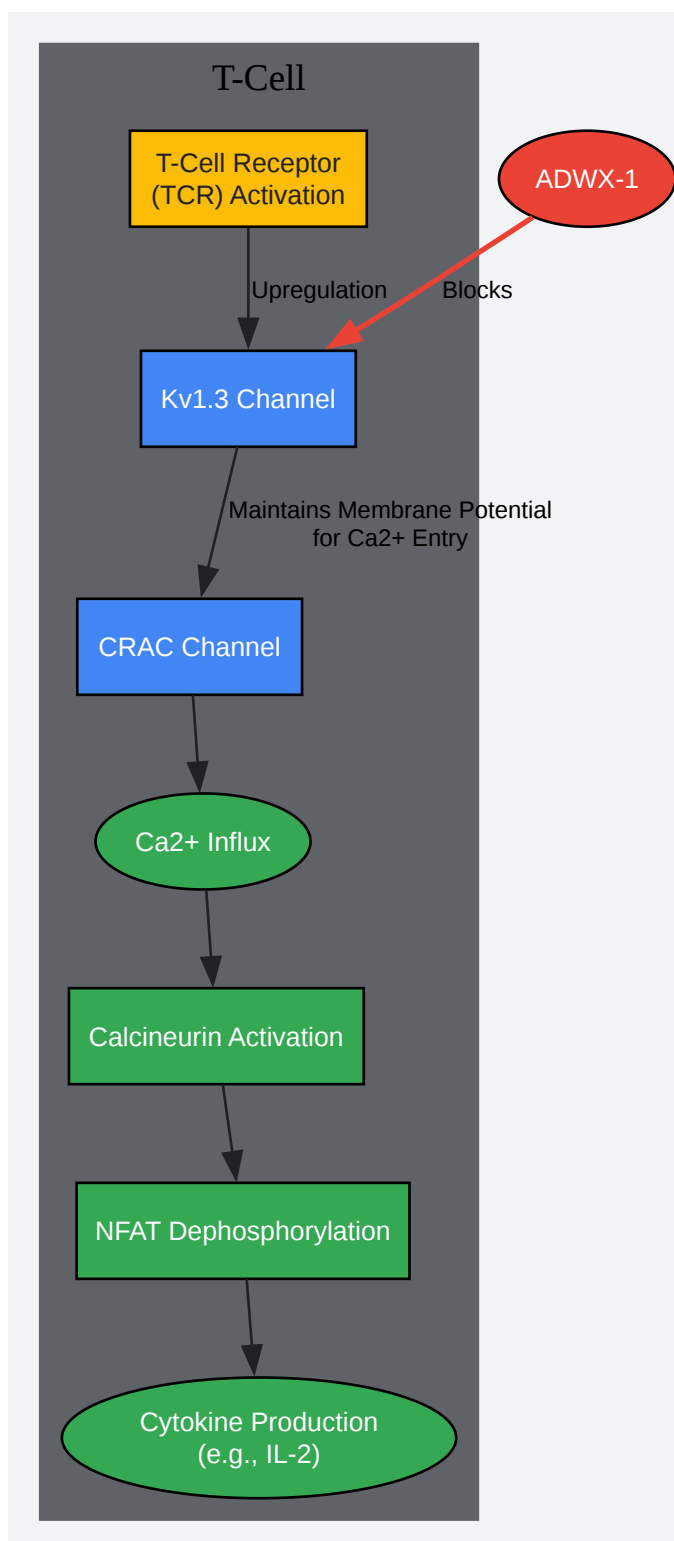 T-Cell
T-Cell Receptor
(TCR) Activation
ADWX-1
Upregulation
Blocks
Kv1.3 Channel
Maintains Membrane Potential
for Ca2+ Entry
CRAC Channel
Ca2+ Influx
Calcineurin Activation
NFAT Dephosphorylation
Cytokine Production
(e.g., IL-2)